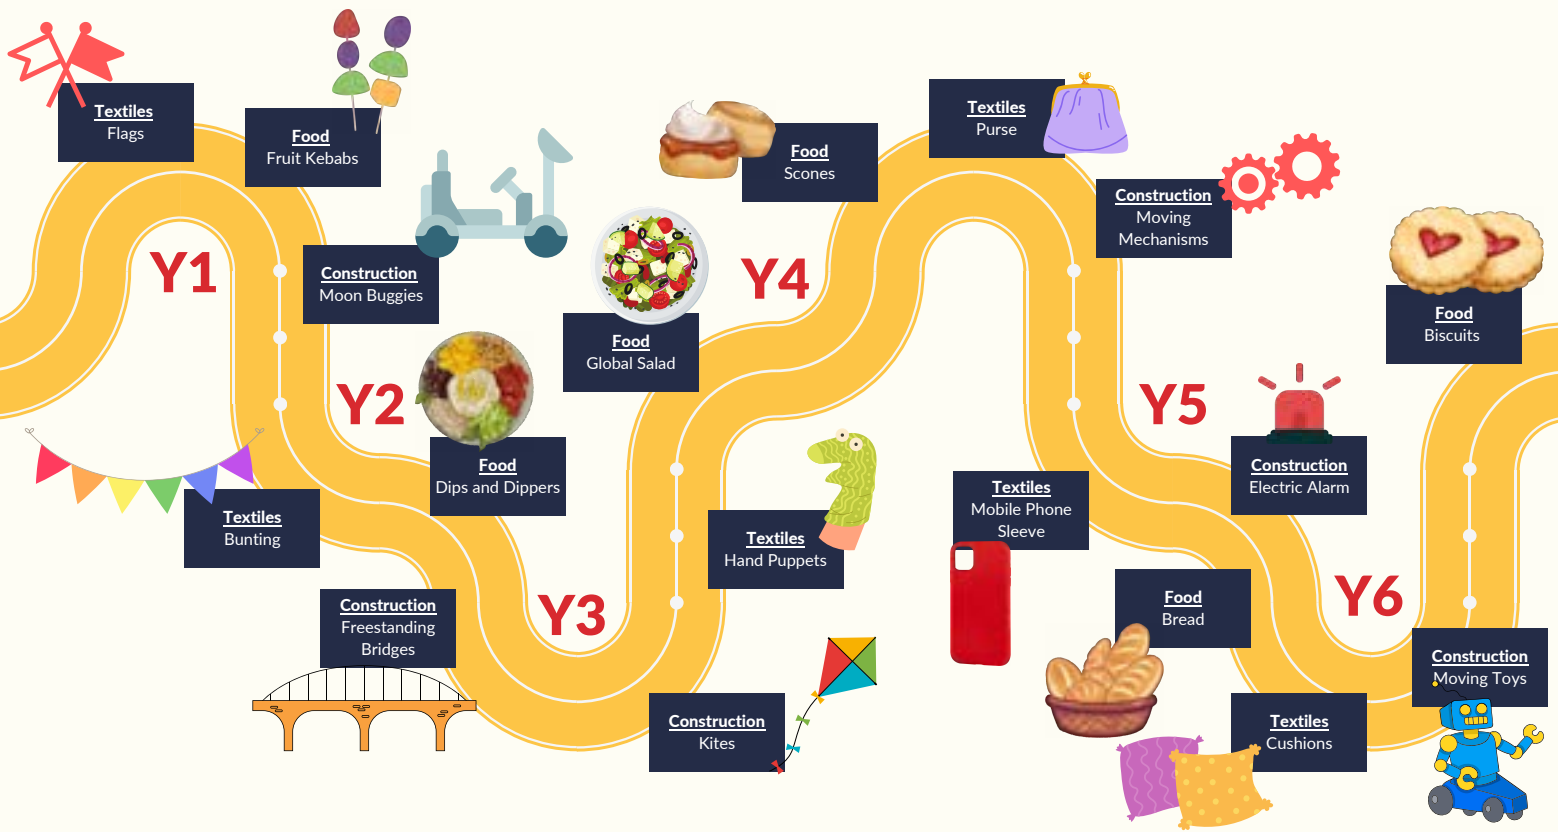 Textiles
Flags
Food
Fruit Kebabs
Y1
Construction
Moon Buggies
Y2
Textiles
Bunting
Food
Dips and Dippers
Construction
Freestanding
Bridges
Y3
Construction
Kites
Textiles
Hand Puppets
Food
Global Salad
Y4
Food
Scones
Textiles
Purse
Construction
Moving
Mechanisms
Y5
Textiles
Mobile Phone
Sleeve
Food
Bread
Construction
Electric Alarm
Y6
Textiles
Cushions
Construction
Moving Toys
Food
Biscuits